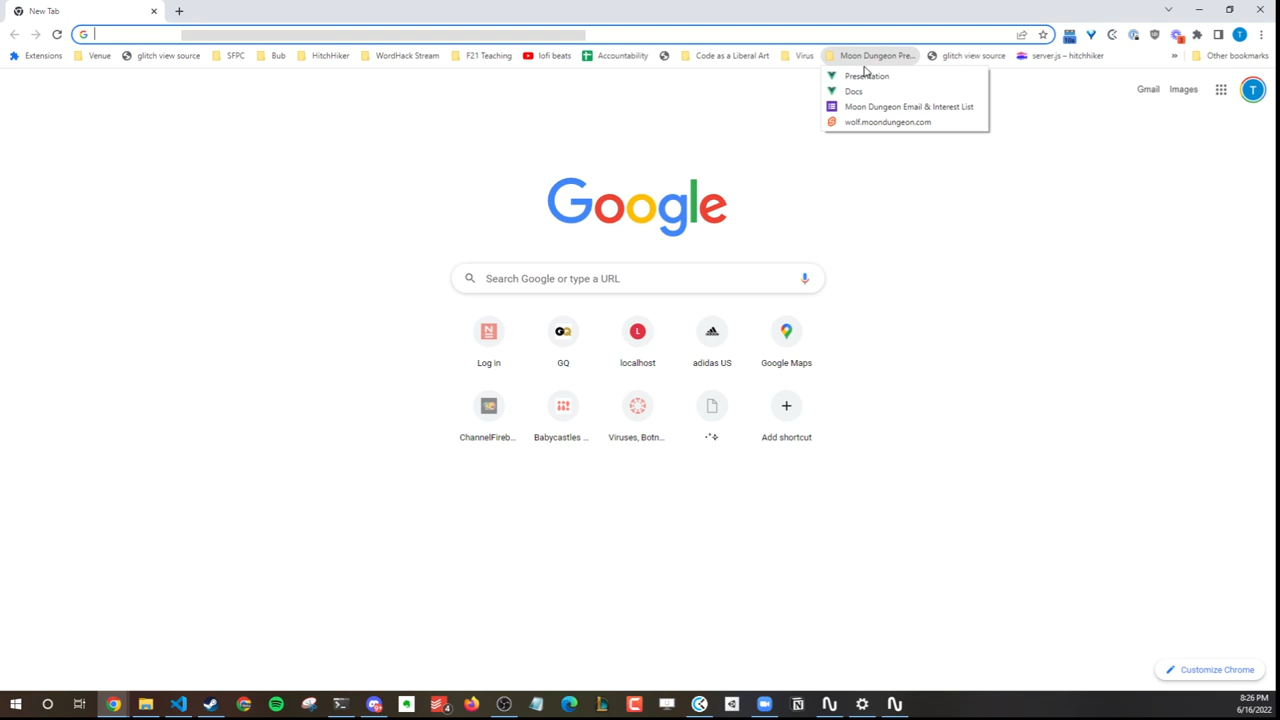 New Tab
Extensions
Venue
glitch view source
SFPC
Bub
HitchHiker
WordHack Stream
F21 Teaching
lofi beats
Accountability
Code as a Liberal Art
Virus
Moon Dungeon Pre...
glitch view source
server.js – hitchhiker
»
Other bookmarks
Presentation
Docs
Moon Dungeon Email & Interest List
wolf.moondungeon.com
Gmail
Images
T
Google
Search Google or type a URL
Log in
GQ
localhost
adidas US
Google Maps
ChannelFireb...
Babycastles ...
Viruses, Botn...
Add shortcut
Customize Chrome
8:26 PM
6/16/2022